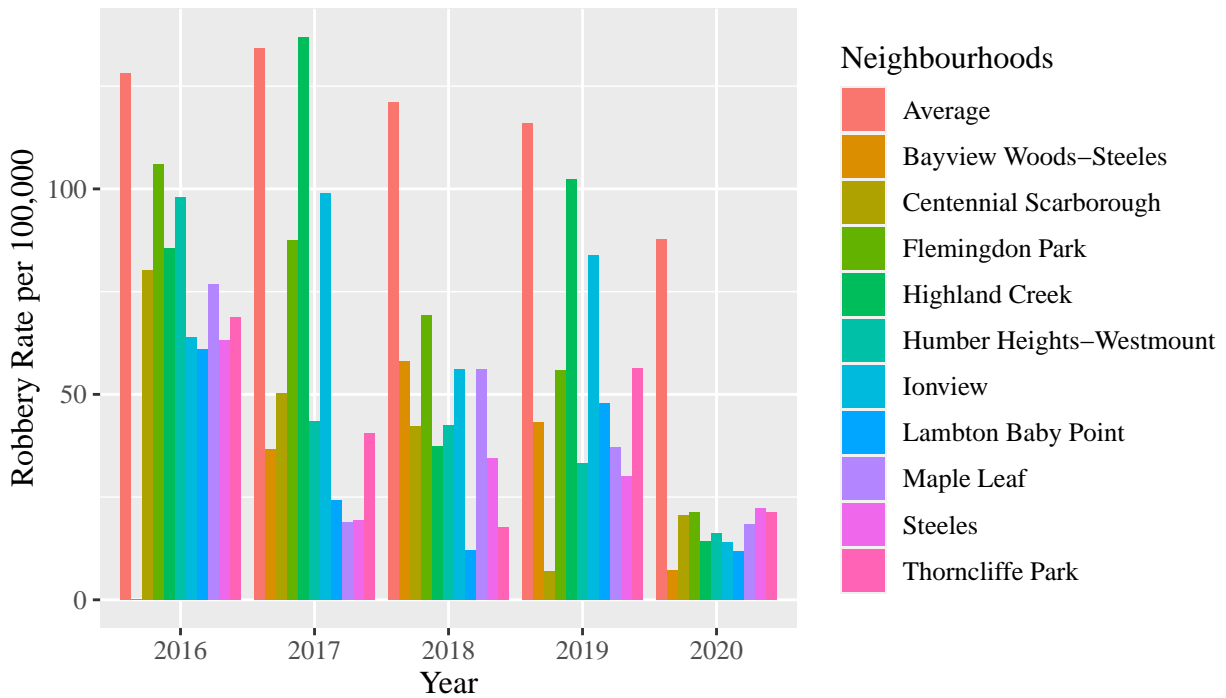 Robbery Rate per 100,000
100
50
0
2016 2017 2018 2019 2020
Year
Neighbourhoods
Average
Bayview Woods−Steeles
Centennial Scarborough
Flemingdon Park
Highland Creek
Humber Heights−Westmount
Ionview
Lambton Baby Point
Maple Leaf
Steeles
Thorncliffe Park